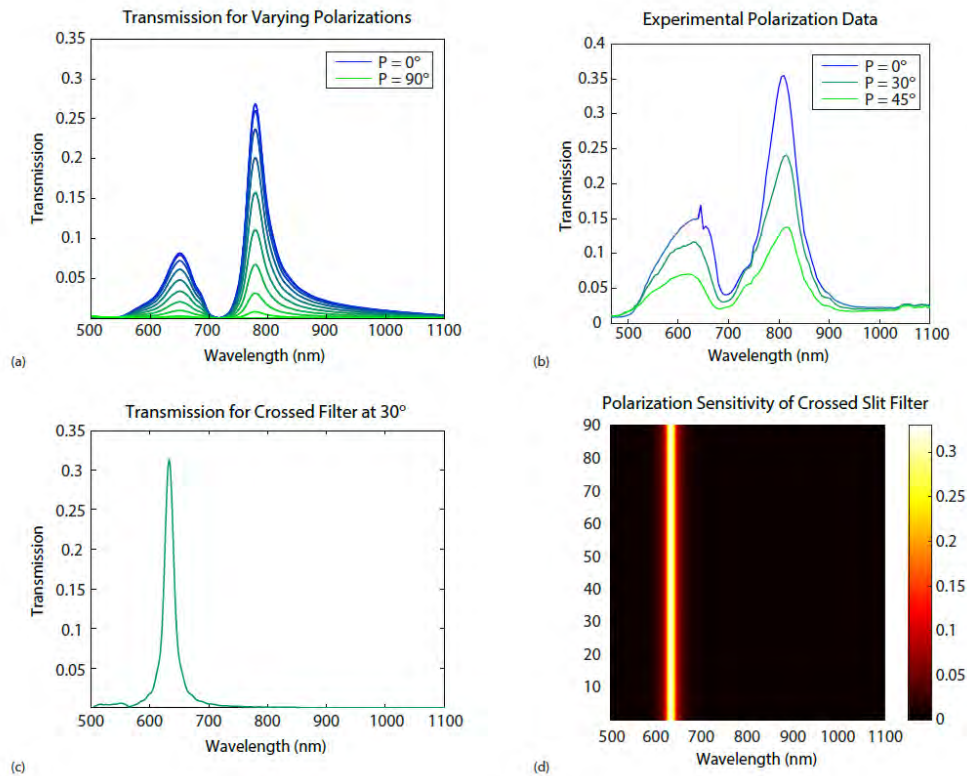 Transmission for Varying Polarizations
0.35
0.3
0.25
0.2
0.15
0.1
0.05
Transmission
P = 0°
P = 90°
500 600 700 800 900 1000 1100
Wavelength (nm)
(a)
Experimental Polarization Data
0.4
0.35
0.3
0.25
0.2
0.15
0.1
0.05
0
Transmission
P = 0°
P = 30°
P = 45°
500 600 700 800 900 1000 1100
Wavelength (nm)
(b)
Transmission for Crossed Filter at 30°
0.35
0.3
0.25
0.2
0.15
0.1
0.05
Transmission
500 600 700 800 900 1000 1100
Wavelength (nm)
(c)
Polarization Sensitivity of Crossed Slit Filter
90
80
70
60
50
40
30
20
10
500 600 700 800 900 1000 1100
Wavelength (nm)
0.3
0.25
0.2
0.15
0.1
0.05
0
(d)